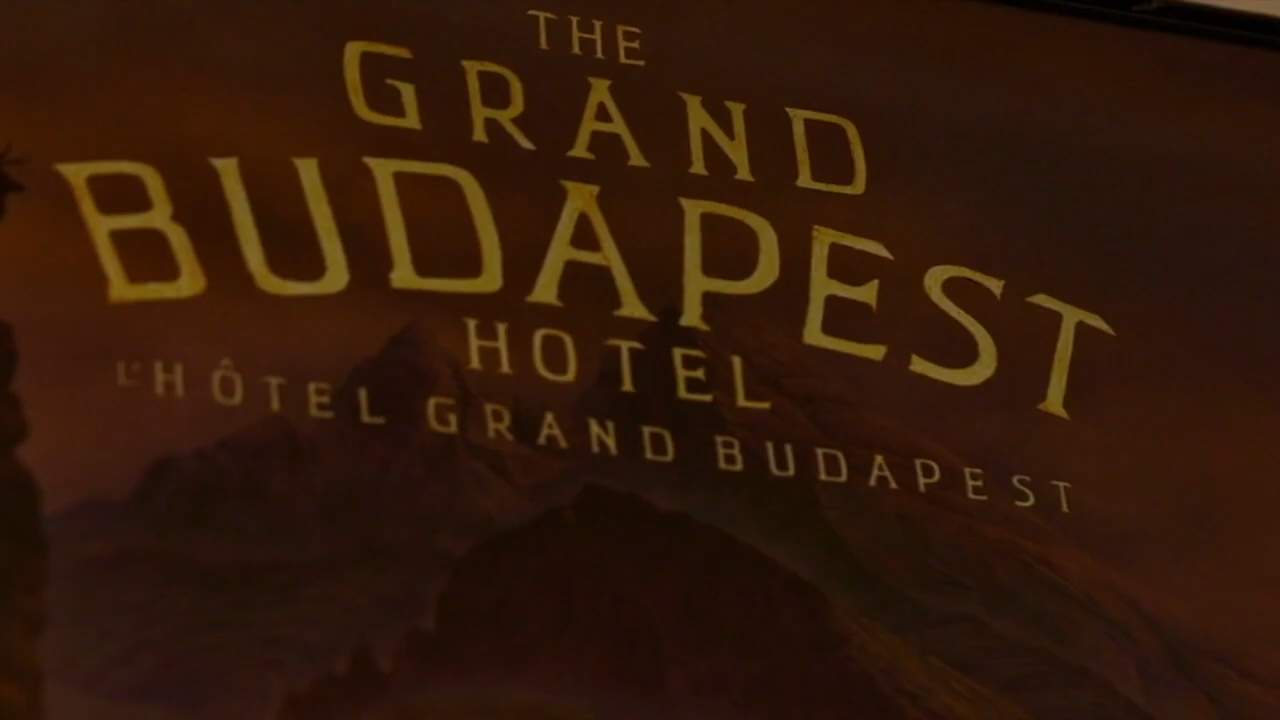 THE
GRAND
BUDAPEST
HOTEL
L'HÔTEL GRAND BUDAPEST